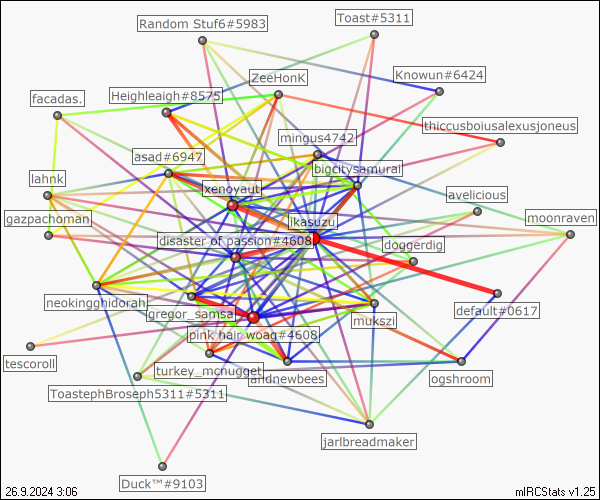 Random Stuf6#5983
Toast#5311
ZeeHonK
Knowun#6424
facadas.
Heighleaigh#8575
thiccusboiusalexusjoneus
mingus4742
asad#6947
bigcitysamurai
lahnk
xenoyaut
avelicious
gazpachoman
ikasuzu
moonraven
disaster of passion#4608
doggerdig
neokingghidorah
gregor_samsa
default#0617
mukszi
pink hair woag#4608
tescoroll
turkey_mcnugget
andnewbees
ogshroom
ToastephBroseph5311#5311
jarlbreadmaker
Duck™#9103
26.9.2024 3:06
mIRCStats v1.25